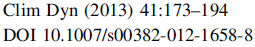 Clim Dyn (2013) 41:173–194
DOI 10.1007/s00382-012-1658-8